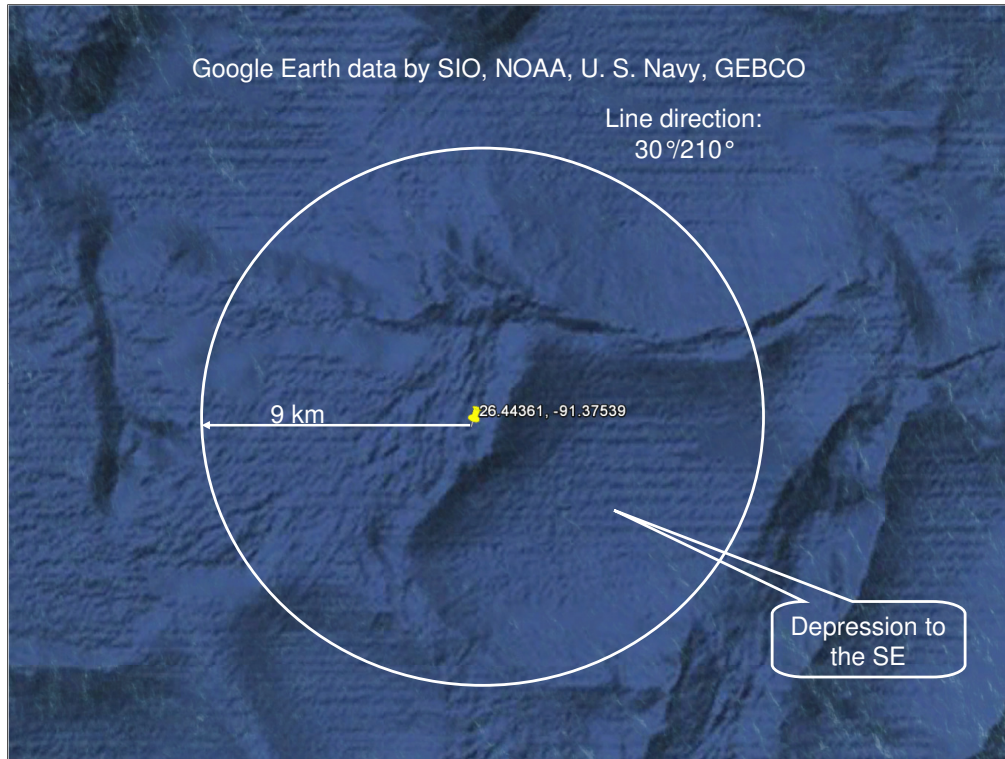 Google Earth data by SIO, NOAA, U. S. Navy, GEBCO
Line direction:
30°/210°
9 km
26.44361, -91.37539
Depression to
the SE